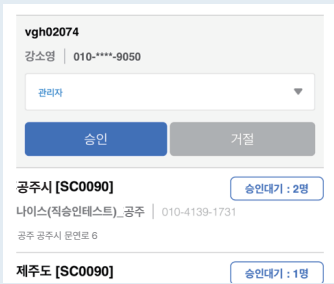 vgh02074
강소영 010-****-9050
관리자
승인 거절
공주시 [SC0090] 승인대기 : 2명
나이스(직승인테스트)_공주 010-4139-1731
공주 공주시 문연로 6
제주도 [SC0090] 승인대기 : 1명